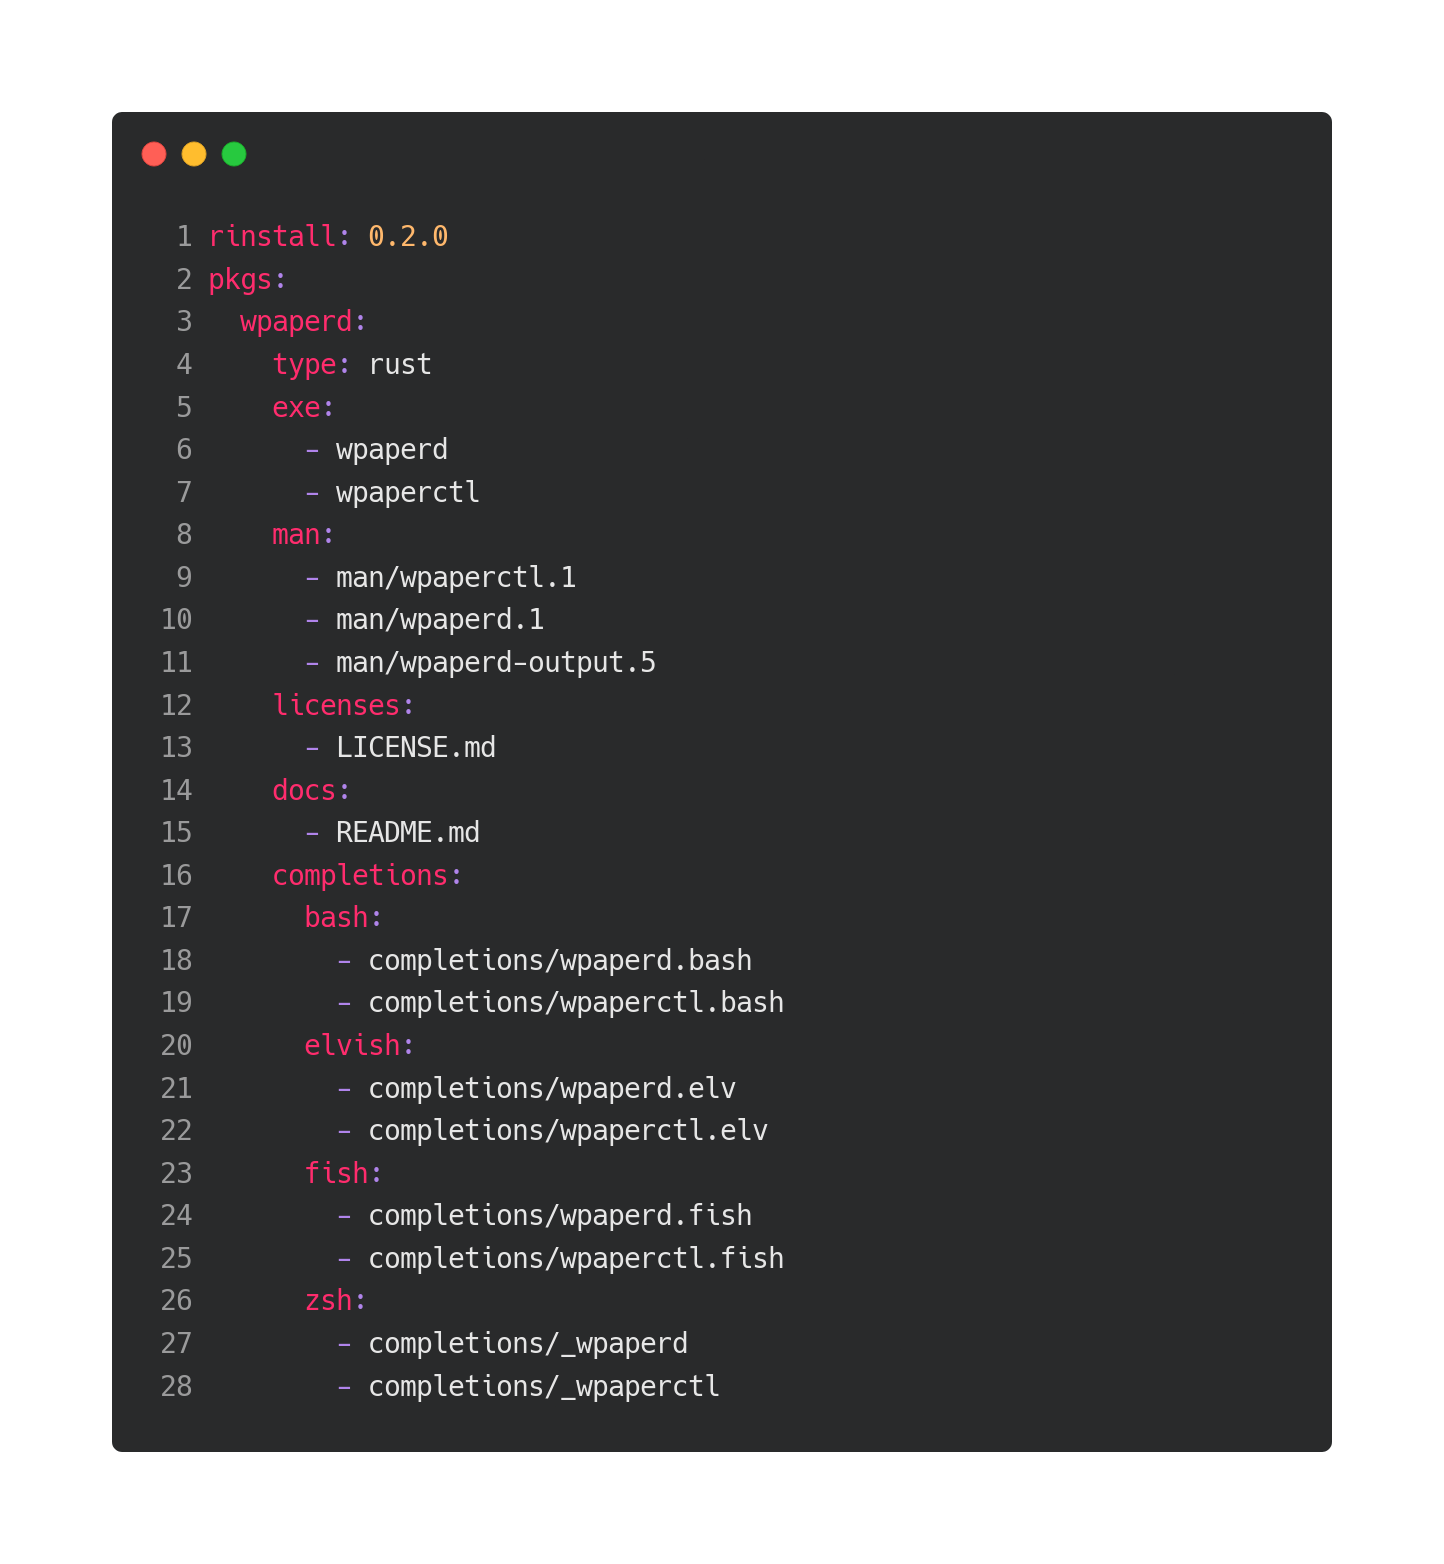 1 rinstall: 0.2.0
2 pkgs:
3   wpaperd:
4     type: rust
5     exe:
6       - wpaperd
7       - wpaperctl
8     man:
9       - man/wpaperctl.1
10       - man/wpaperd.1
11       - man/wpaperd-output.5
12     licenses:
13       - LICENSE.md
14     docs:
15       - README.md
16     completions:
17       bash:
18         - completions/wpaperd.bash
19         - completions/wpaperctl.bash
20       elvish:
21         - completions/wpaperd.elv
22         - completions/wpaperctl.elv
23       fish:
24         - completions/wpaperd.fish
25         - completions/wpaperctl.fish
26       zsh:
27         - completions/_wpaperd
28         - completions/_wpaperctl